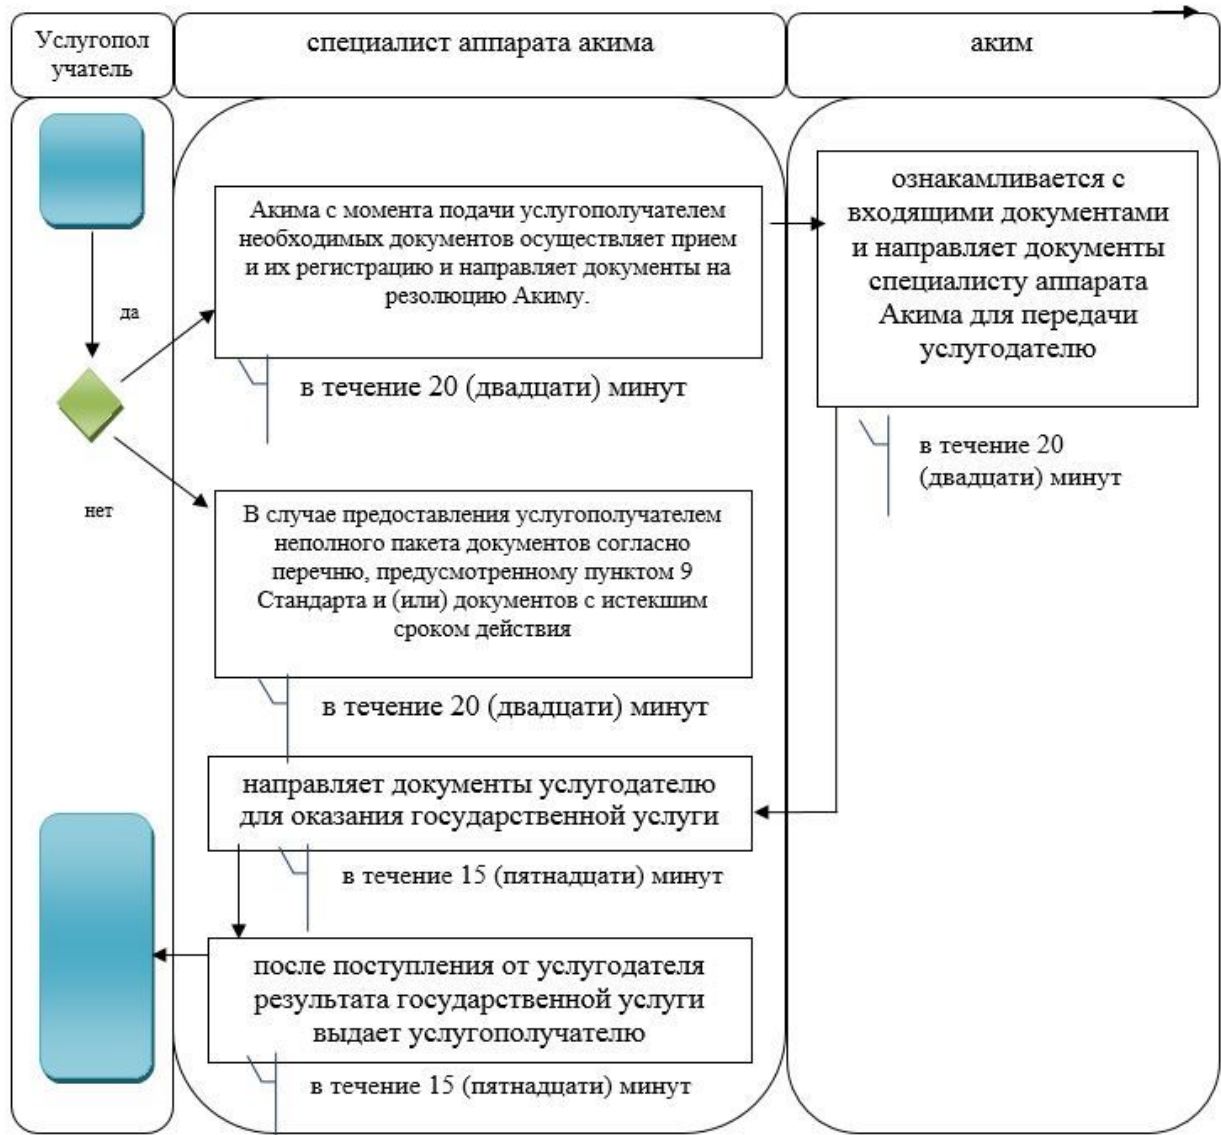 Услугопол
учатель
специалист аппарата акима
аким
Акима с момента подачи услугополучателем
необходимых документов осуществляет прием
и их регистрацию и направляет документы на
резолюцию Акиму.
ознакамливается с
входящими документами
и направляет документы
специалисту аппарата
Акима для передачи
услугодателю
да
в течение 20 (двадцати) минут
в течение 20
(двадцати) минут
нет
В случае предоставления услугополучателем
неполного пакета документов согласно
перечню, предусмотренному пунктом 9
Стандарта и (или) документов с истекшим
сроком действия
в течение 20 (двадцати) минут
направляет документы услугодателю
для оказания государственной услуги
в течение 15 (пятнадцати) минут
после поступления от услугодателя
результата государственной услуги
выдает услугополучателю
в течение 15 (пятнадцати) минут